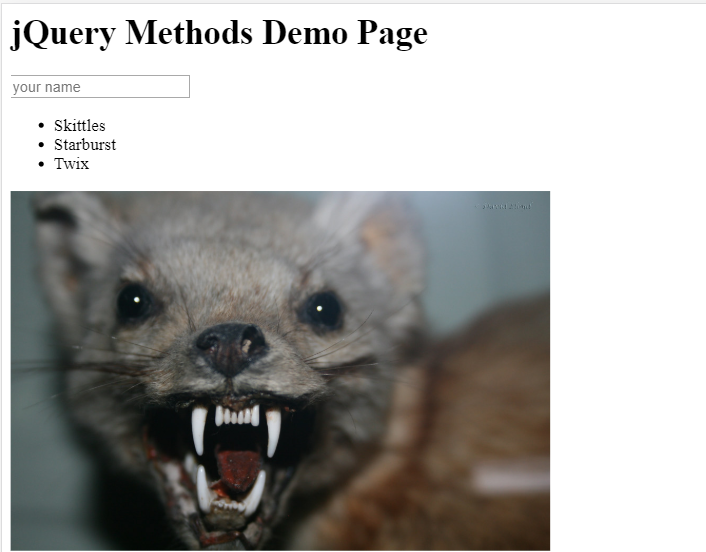 jQuery Methods Demo Page
your name
Skittles
Starburst
Twix